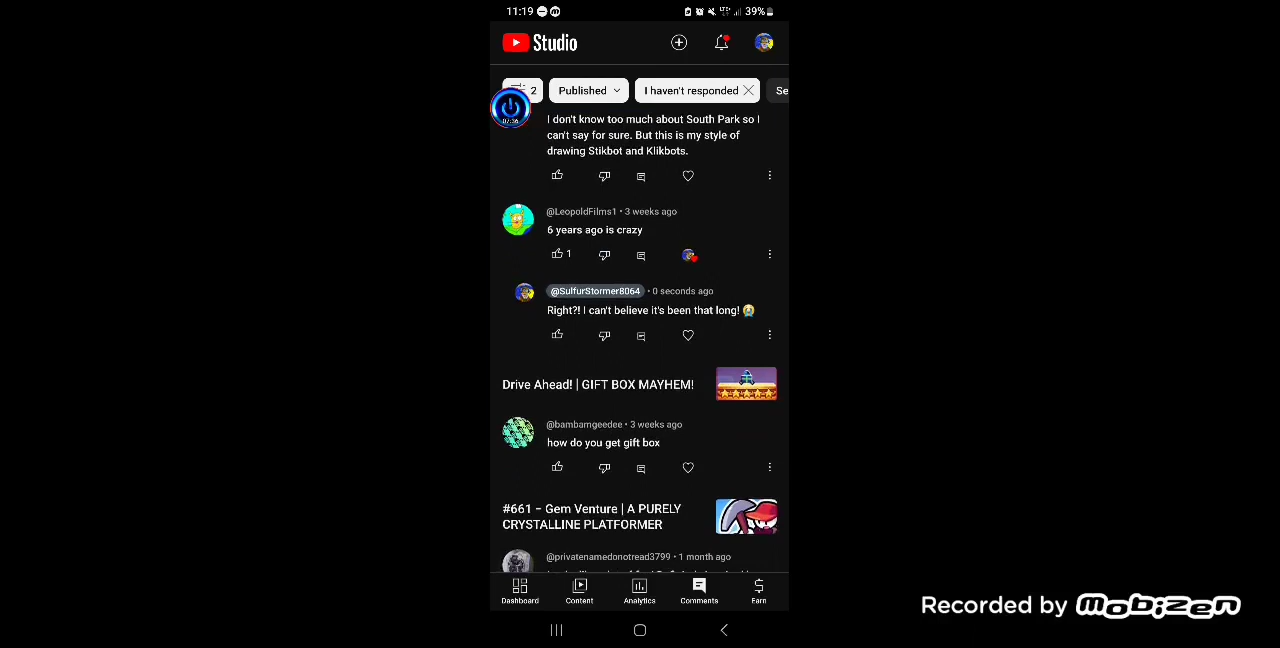 11:19
LTE+
39%
Studio
2
Published
I haven't responded
Se
07:36
I don't know too much about South Park so I
can't say for sure. But this is my style of
drawing Stikbot and Klikbots.
@LeopoldFilms1 • 3 weeks ago
6 years ago is crazy
1
@SulfurStormer8064 • 0 seconds ago
Right?! I can't believe it's been that long! 😭
Drive Ahead! | GIFT BOX MAYHEM!
@bambamgeedee • 3 weeks ago
how do you get gift box
#661 – Gem Venture | A PURELY
CRYSTALLINE PLATFORMER
@privatenamedonotread3799 • 1 month ago
Dashboard
Content
Analytics
Comments
Earn
Recorded by mobizen